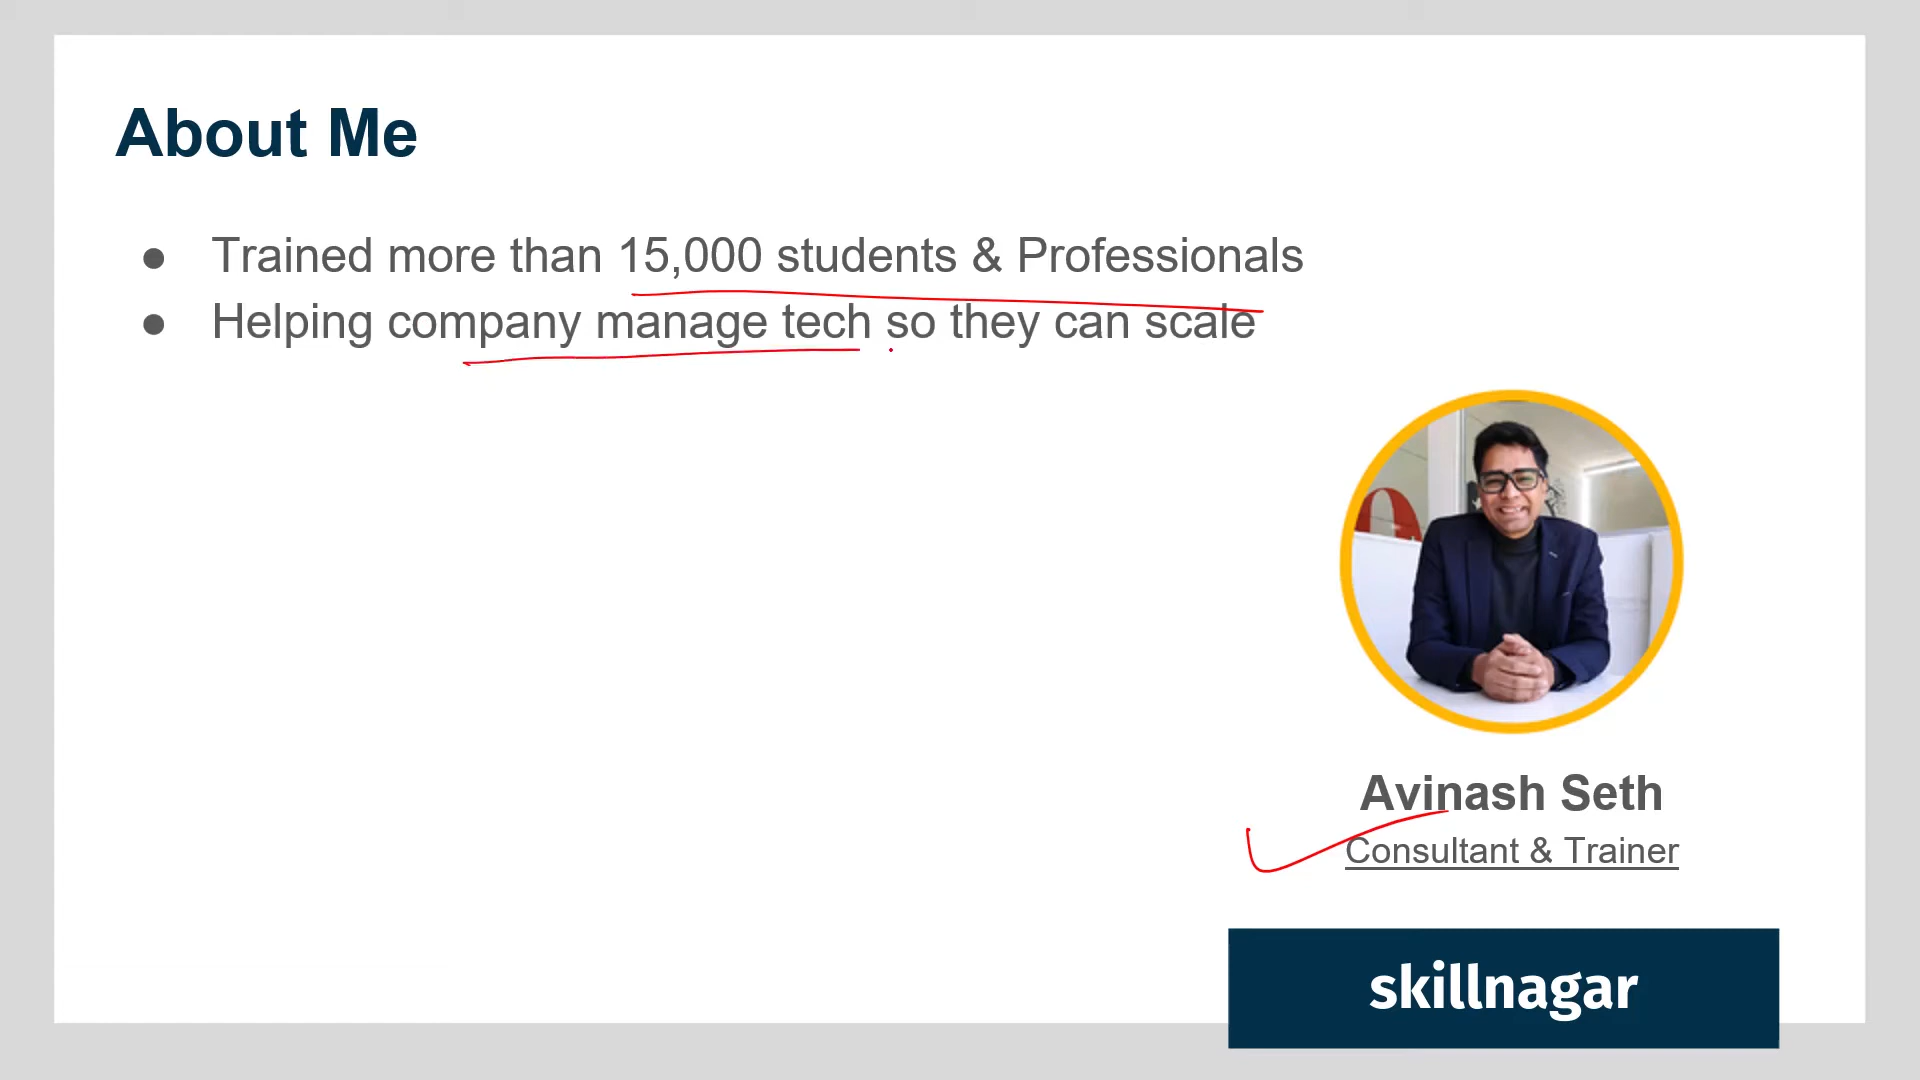 About Me
● Trained more than 15,000 students & Professionals
● Helping company manage tech so they can scale
Avinash Seth
Consultant & Trainer
skillnagar